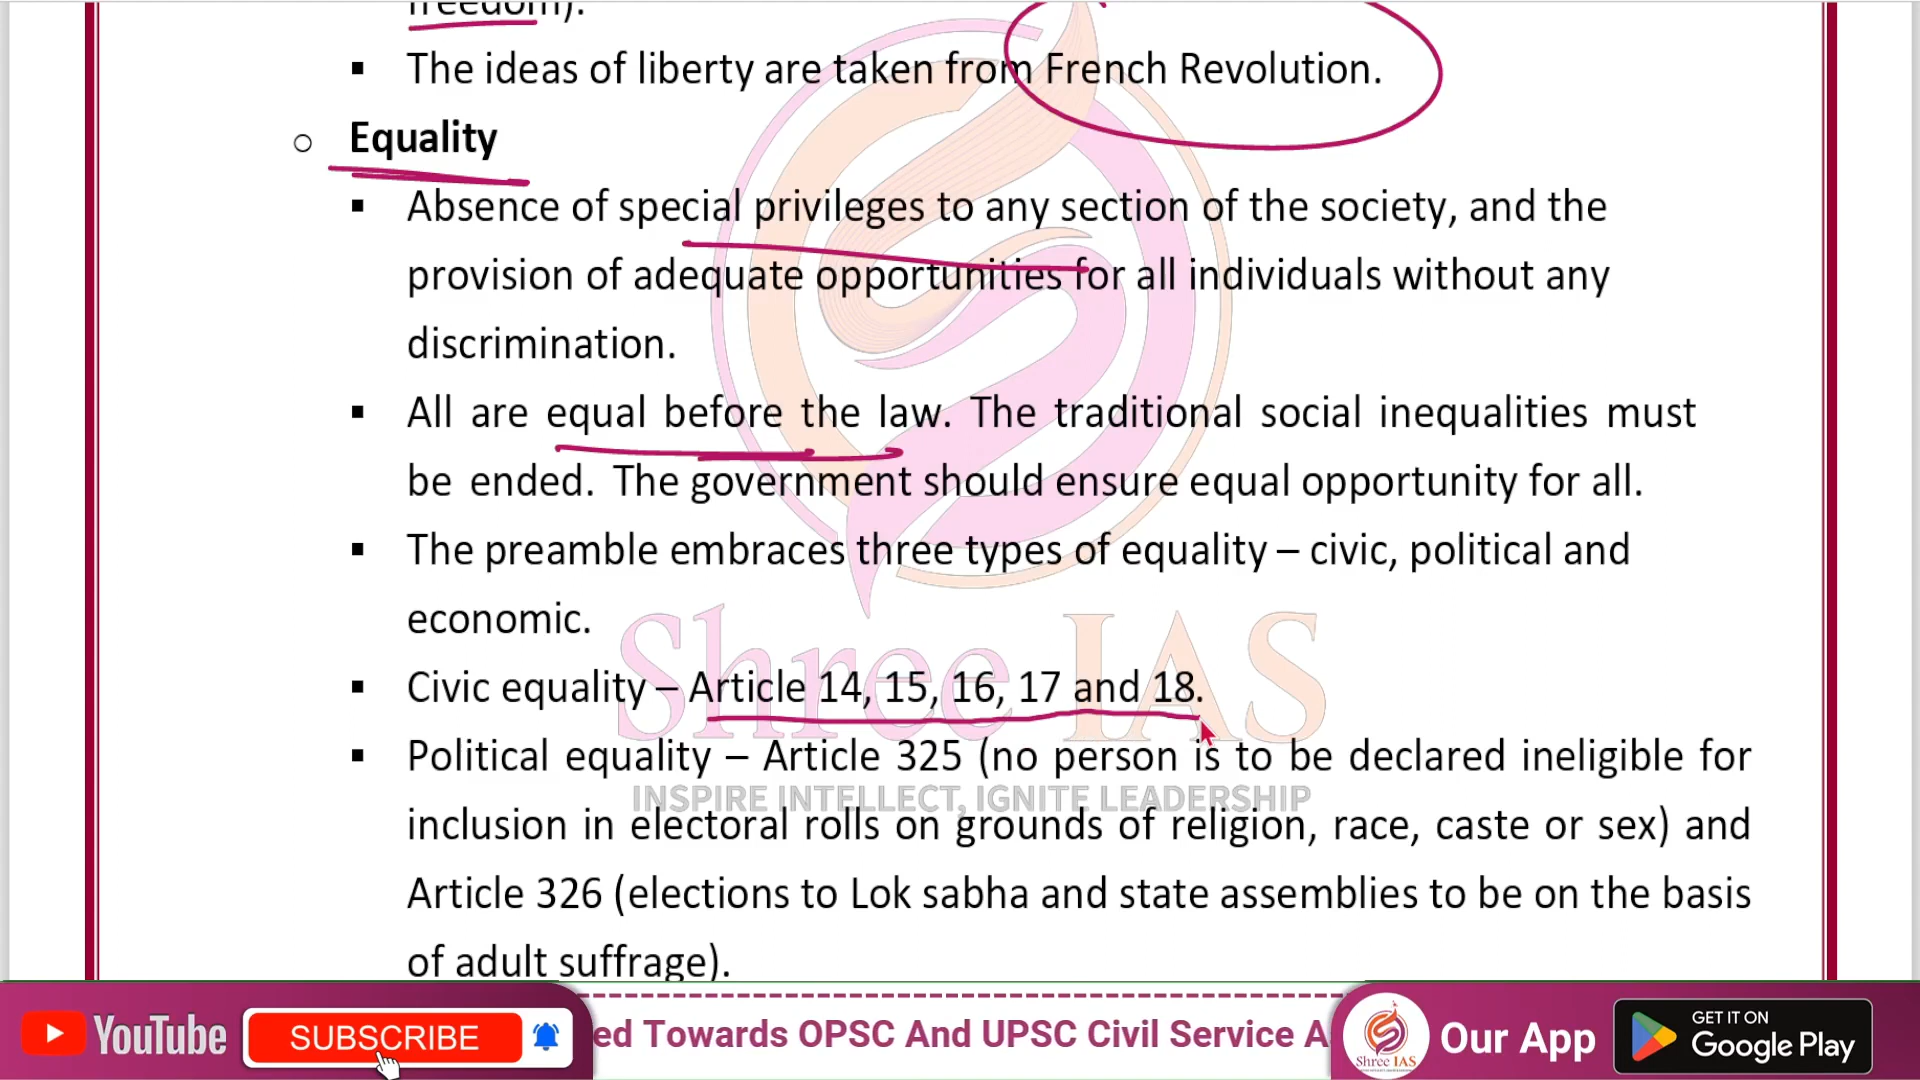 freedom).
▪ The ideas of liberty are taken from French Revolution.
○ Equality
▪ Absence of special privileges to any section of the society, and the
provision of adequate opportunities for all individuals without any
discrimination.
▪ All are equal before the law. The traditional social inequalities must
be ended. The government should ensure equal opportunity for all.
▪ The preamble embraces three types of equality – civic, political and
economic.
Shree IAS
▪ Civic equality – Article 14, 15, 16, 17 and 18.
▪ Political equality – Article 325 (no person is to be declared ineligible for
INSPIRE INTELLECT, IGNITE LEADERSHIP
inclusion in electoral rolls on grounds of religion, race, caste or sex) and
Article 326 (elections to Lok sabha and state assemblies to be on the basis
of adult suffrage).
YouTube SUBSCRIBE
ed Towards OPSC And UPSC Civil Service A
Shree IAS
Our App
GET IT ON
Google Play